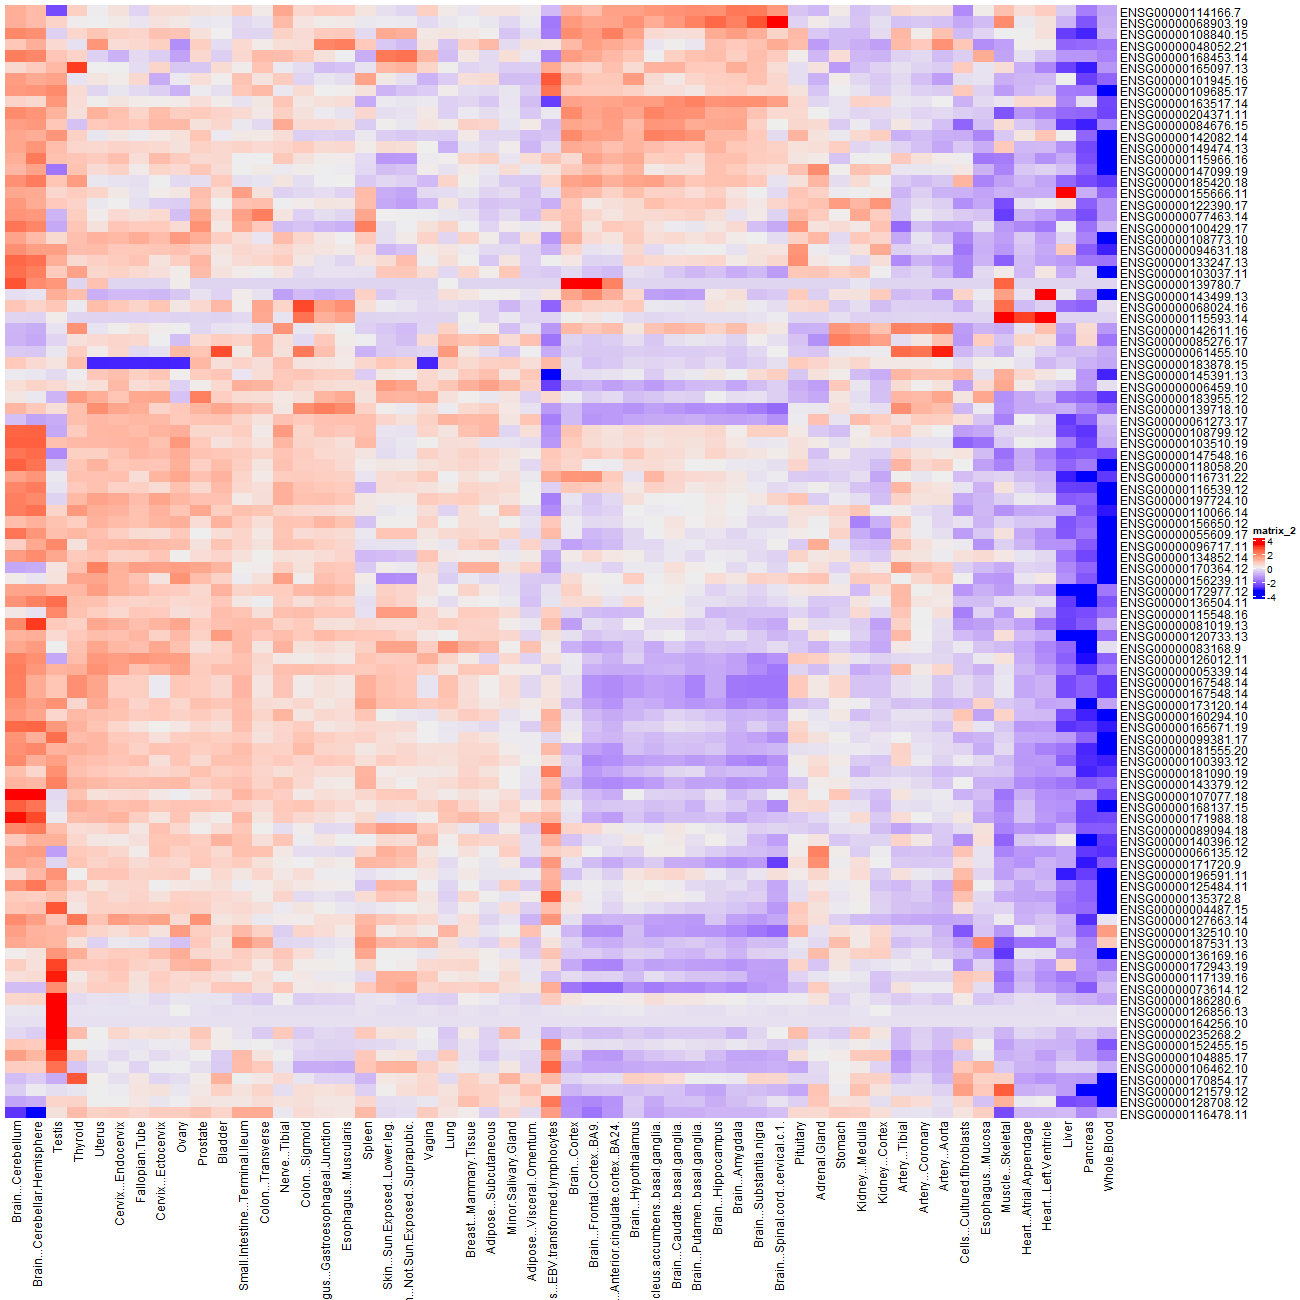 ENSG00000114166.7
ENSG00000068903.19
ENSG00000108840.15
ENSG00000048052.21
ENSG00000168453.14
ENSG00000165097.13
ENSG00000101945.16
ENSG00000109685.17
ENSG00000163517.14
ENSG00000204371.11
ENSG00000084676.15
ENSG00000142082.14
ENSG00000149474.13
ENSG00000115966.16
ENSG00000147099.19
ENSG00000185420.18
ENSG00000155666.11
ENSG00000122390.17
ENSG00000077463.14
ENSG00000100429.17
ENSG00000108773.10
ENSG00000094631.18
ENSG00000133247.13
ENSG00000103037.11
ENSG00000139780.7
ENSG00000143499.13
ENSG00000068024.16
ENSG00000115593.14
ENSG00000142611.16
ENSG00000085276.17
ENSG00000061455.10
ENSG00000183878.15
ENSG00000145391.13
ENSG00000006459.10
ENSG00000183955.12
ENSG00000139718.10
ENSG00000061273.17
ENSG00000108799.12
ENSG00000103510.19
ENSG00000147548.16
ENSG00000118058.20
ENSG00000116731.22
ENSG00000116539.12
ENSG00000197724.10
ENSG00000110066.14
ENSG00000156650.12
ENSG00000055609.17
ENSG00000096717.11
ENSG00000134852.14
ENSG00000170364.12
ENSG00000156239.11
ENSG00000172977.12
ENSG00000136504.11
ENSG00000115548.16
ENSG00000081019.13
ENSG00000120733.13
ENSG00000083168.9
ENSG00000126012.11
ENSG00000005339.14
ENSG00000167548.14
ENSG00000167548.14
ENSG00000173120.14
ENSG00000160294.10
ENSG00000165671.19
ENSG00000099381.17
ENSG00000181555.20
ENSG00000100393.12
ENSG00000181090.19
ENSG00000143379.12
ENSG00000107077.18
ENSG00000168137.15
ENSG00000171988.18
ENSG00000089094.18
ENSG00000140396.12
ENSG00000066135.12
ENSG00000171720.9
ENSG00000196591.11
ENSG00000125484.11
ENSG00000135372.8
ENSG00000004487.15
ENSG00000127663.14
ENSG00000132510.10
ENSG00000187531.13
ENSG00000136169.16
ENSG00000172943.19
ENSG00000117139.16
ENSG00000073614.12
ENSG00000186280.6
ENSG00000126856.13
ENSG00000164256.10
ENSG00000235268.2
ENSG00000152455.15
ENSG00000104885.17
ENSG00000106462.10
ENSG00000170854.17
ENSG00000121579.12
ENSG00000128708.12
ENSG00000116478.11
matrix_2
4
2
0
-2
-4
Brain...Cerebellum
Brain...Cerebellar.Hemisphere
Testis
Thyroid
Uterus
Cervix...Endocervix
Fallopian.Tube
Cervix...Ectocervix
Ovary
Prostate
Bladder
Small.Intestine...Terminal.Ileum
Colon...Transverse
Nerve...Tibial
Colon...Sigmoid
gus...Gastroesophageal.Junction
Esophagus...Muscularis
Spleen
Skin...Sun.Exposed..Lower.leg.
...Not.Sun.Exposed..Suprapubic.
Vagina
Lung
Breast...Mammary.Tissue
Adipose...Subcutaneous
Minor.Salivary.Gland
Adipose...Visceral..Omentum.
s...EBV.transformed.lymphocytes
Brain...Cortex
Brain...Frontal.Cortex..BA9.
...Anterior.cingulate.cortex..BA24.
Brain...Hypothalamus
cleus.accumbens..basal.ganglia.
Brain...Caudate..basal.ganglia.
Brain...Putamen..basal.ganglia.
Brain...Hippocampus
Brain...Amygdala
Brain...Substantia.nigra
Brain...Spinal.cord..cervical.c.1.
Pituitary
Adrenal.Gland
Stomach
Kidney...Medulla
Kidney...Cortex
Artery...Tibial
Artery...Coronary
Artery...Aorta
Cells...Cultured.fibroblasts
Esophagus...Mucosa
Muscle...Skeletal
Heart...Atrial.Appendage
Heart...Left.Ventricle
Liver
Pancreas
Whole.Blood